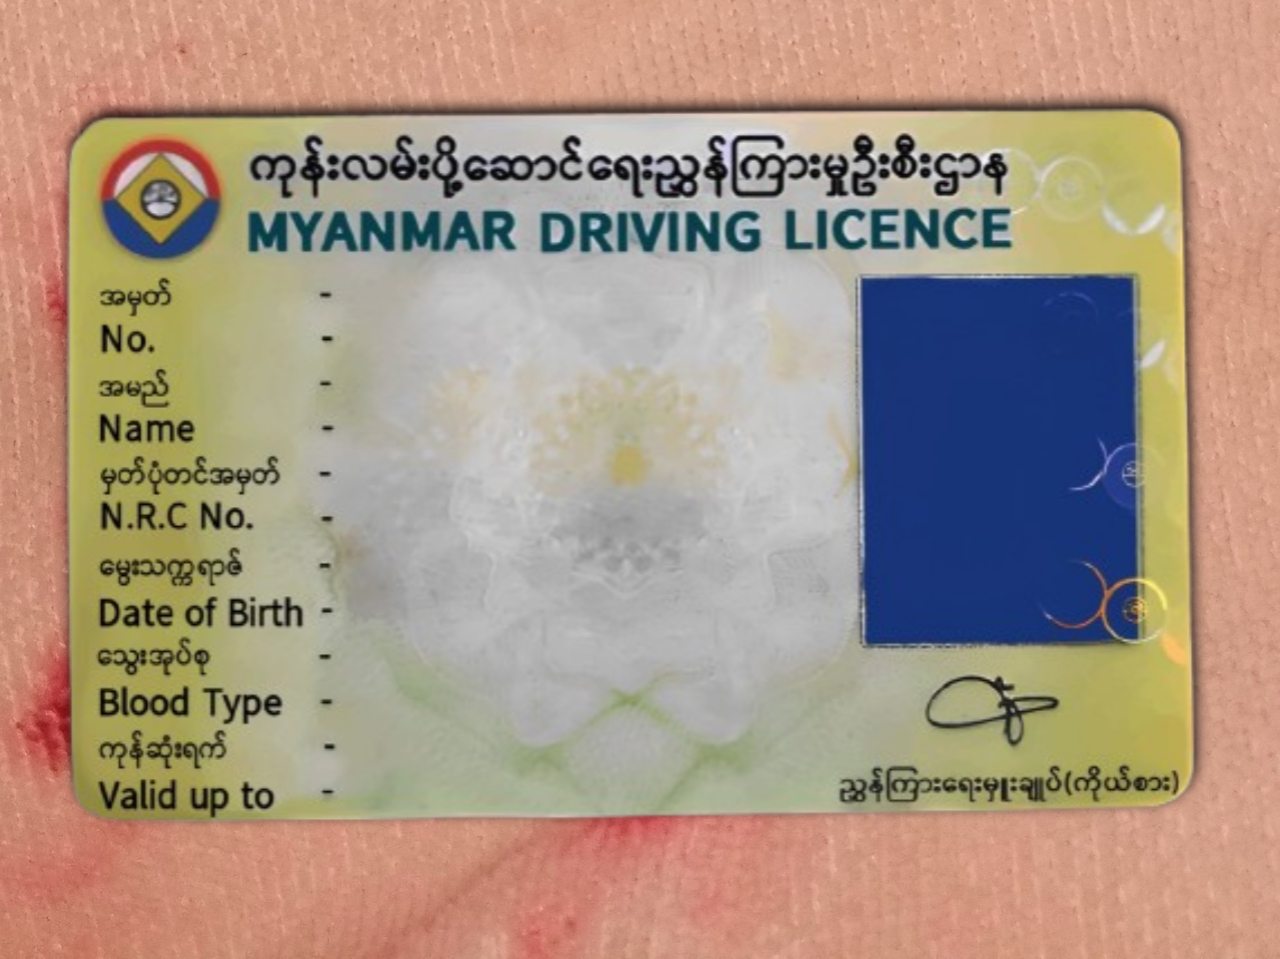 ကုန်းလမ်းပို့ဆောင်ရေးညွှန်ကြားမှုဦးစီးဌာန
MYANMAR DRIVING LICENCE
အမှတ် -
No. -
အမည် -
Name -
မှတ်ပုံတင်အမှတ် -
N.R.C No. -
မွေးသက္ကရာဇ် -
Date of Birth -
သွေးအုပ်စု -
Blood Type -
ကုန်ဆုံးရက် -
Valid up to -
ညွှန်ကြားရေးမှူးချုပ်(ကိုယ်စား)